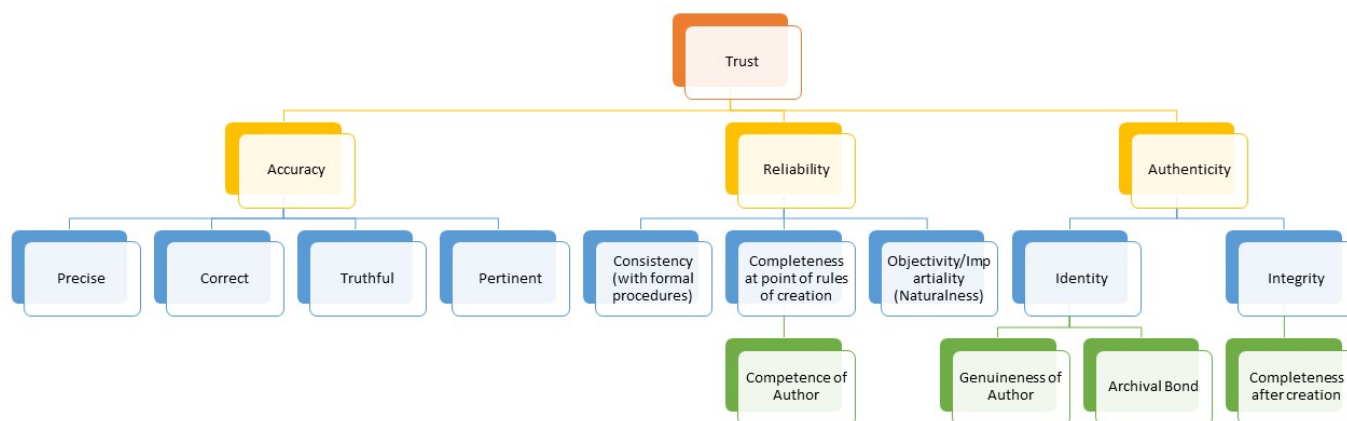 Trust
Accuracy
Reliability
Authenticity
Precise
Correct
Truthful
Pertinent
Consistency
(with formal
procedures)
Completeness
at point of rules
of creation
Objectivity/Imp
artiality
(Naturalness)
Identity
Integrity
Competence of
Author
Genuineness of
Author
Archival Bond
Completeness
after creation